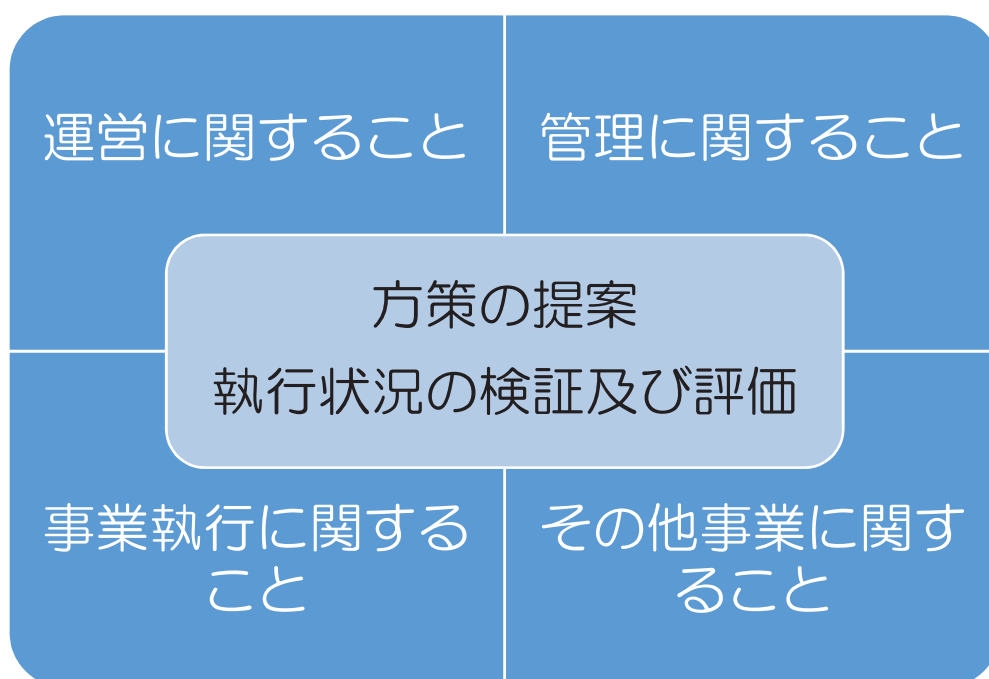 運営に関すること
管理に関すること
方策の提案
執行状況の検証及び評価
事業執行に関する
こと
その他事業に関す
ること